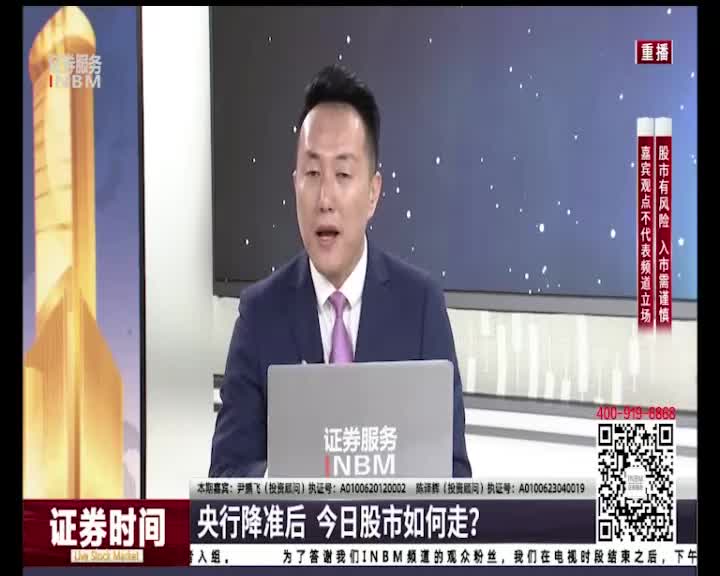 证券服务
INBM
重播
股市有风险 入市需谨慎
嘉宾观点不代表频道立场
400-919-6868
证券服务
INBM
本期嘉宾：尹鹏飞（投资顾问）执证号：A0100620120002 陈译辉（投资顾问）执证号：A0100623040019
证券时间
Live Stock Market
央行降准后 今日股市如何走?
入组。 为了答谢我们INBM频道的观众粉丝，我们在电视时段结束之后，下午